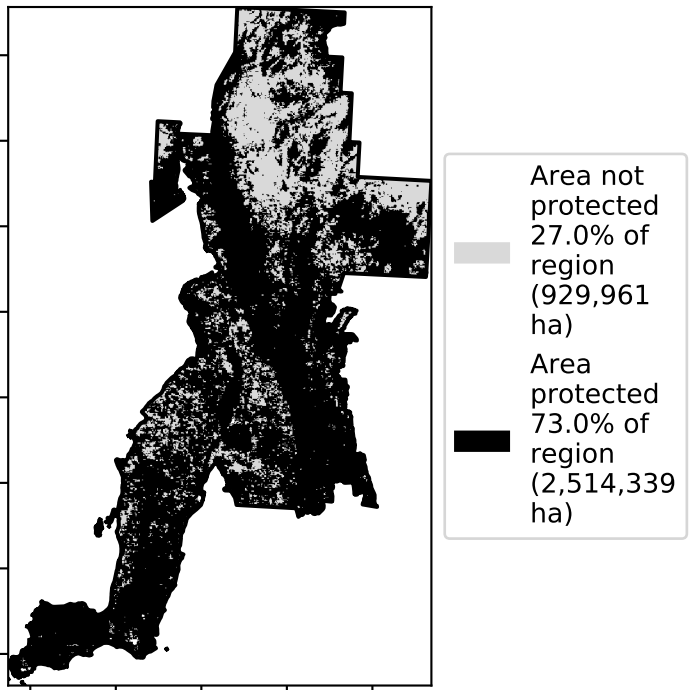 Area not
protected
27.0% of
region
(929,961
ha)
Area
protected
73.0% of
region
(2,514,339
ha)